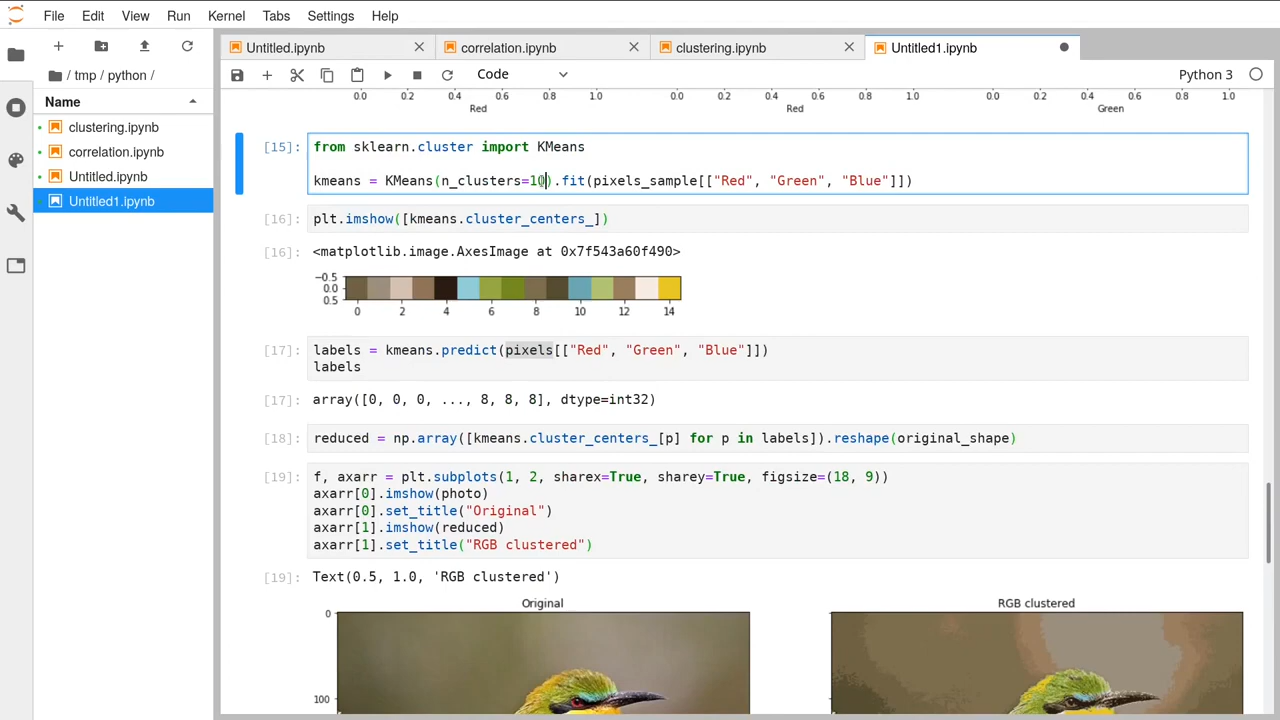 File Edit View Run Kernel Tabs Settings Help
Untitled.ipynb
correlation.ipynb
clustering.ipynb
Untitled1.ipynb
/ tmp / python /
Code
Python 3
Name
clustering.ipynb
correlation.ipynb
Untitled.ipynb
Untitled1.ipynb
0.0 0.2 0.4 0.6 0.8 1.0 0.0 0.2 0.4 0.6 0.8 1.0 0.0 0.2 0.4 0.6 0.8 1.0
Red Red Green
[15]: from sklearn.cluster import KMeans
kmeans = KMeans(n_clusters=10).fit(pixels_sample[["Red", "Green", "Blue"]])
[16]: plt.imshow([kmeans.cluster_centers_])
[16]: <matplotlib.image.AxesImage at 0x7f543a60f490>
−0.5
0.0
0.5
0 2 4 6 8 10 12 14
[17]: labels = kmeans.predict(pixels[["Red", "Green", "Blue"]])
labels
[17]: array([0, 0, 0, ..., 8, 8, 8], dtype=int32)
[18]: reduced = np.array([kmeans.cluster_centers_[p] for p in labels]).reshape(original_shape)
[19]: f, axarr = plt.subplots(1, 2, sharex=True, sharey=True, figsize=(18, 9))
axarr[0].imshow(photo)
axarr[0].set_title("Original")
axarr[1].imshow(reduced)
axarr[1].set_title("RGB clustered")
[19]: Text(0.5, 1.0, 'RGB clustered')
Original RGB clustered
0
100